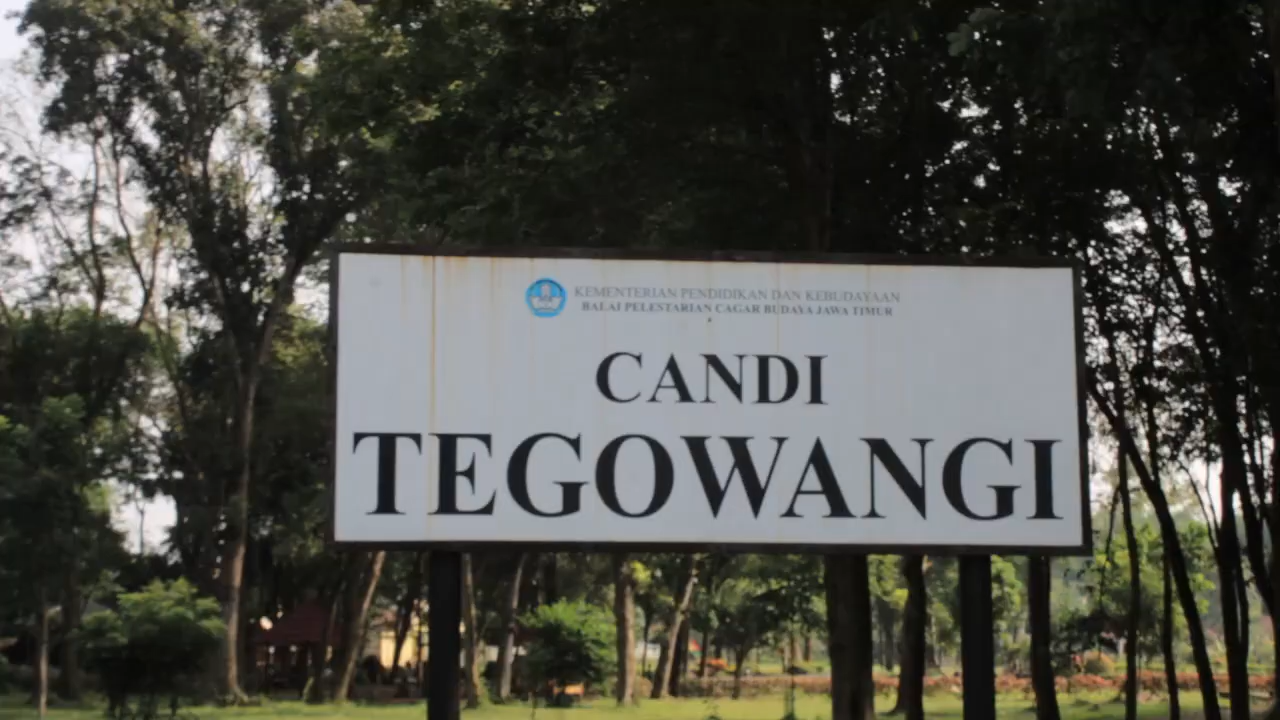 KEMENTERIAN PENDIDIKAN DAN KEBUDAYAAN
BALAI PELESTARIAN CAGAR BUDAYA JAWA TIMUR
CANDI
TEGOWANGI